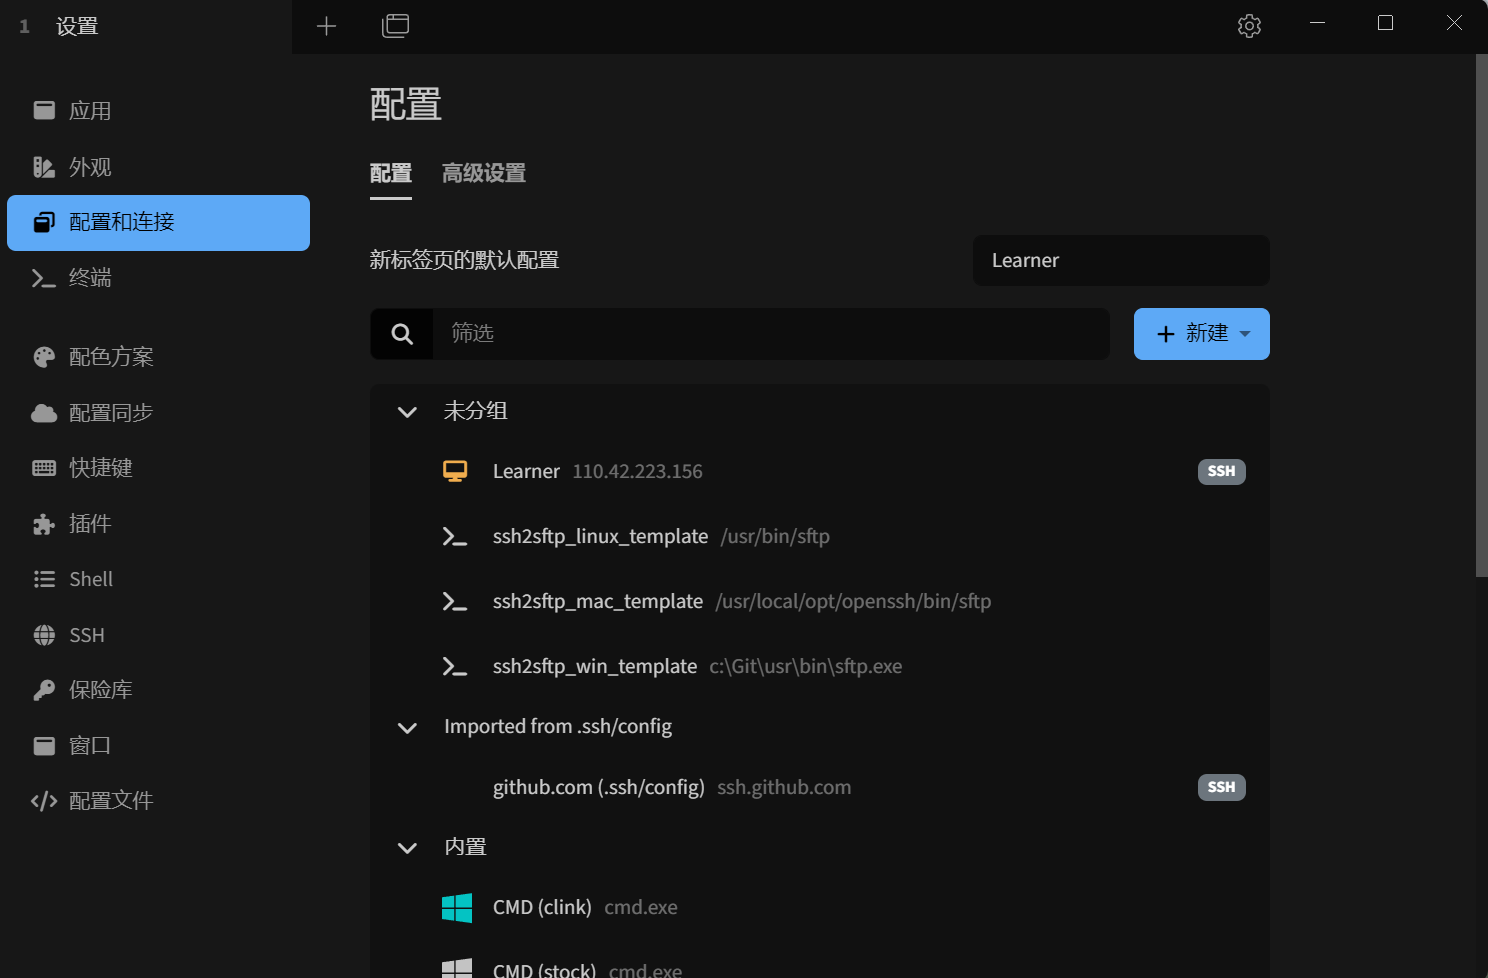 1 设置
应用
外观
配置和连接
终端
配色方案
配置同步
快捷键
插件
Shell
SSH
保险库
窗口
配置文件
配置
配置 高级设置
新标签页的默认配置 Learner
筛选 新建
未分组
Learner 110.42.223.156 SSH
ssh2sftp_linux_template /usr/bin/sftp
ssh2sftp_mac_template /usr/local/opt/openssh/bin/sftp
ssh2sftp_win_template c:\Git\usr\bin\sftp.exe
Imported from .ssh/config
github.com (.ssh/config) ssh.github.com SSH
内置
CMD (clink) cmd.exe
CMD (stock) cmd.exe